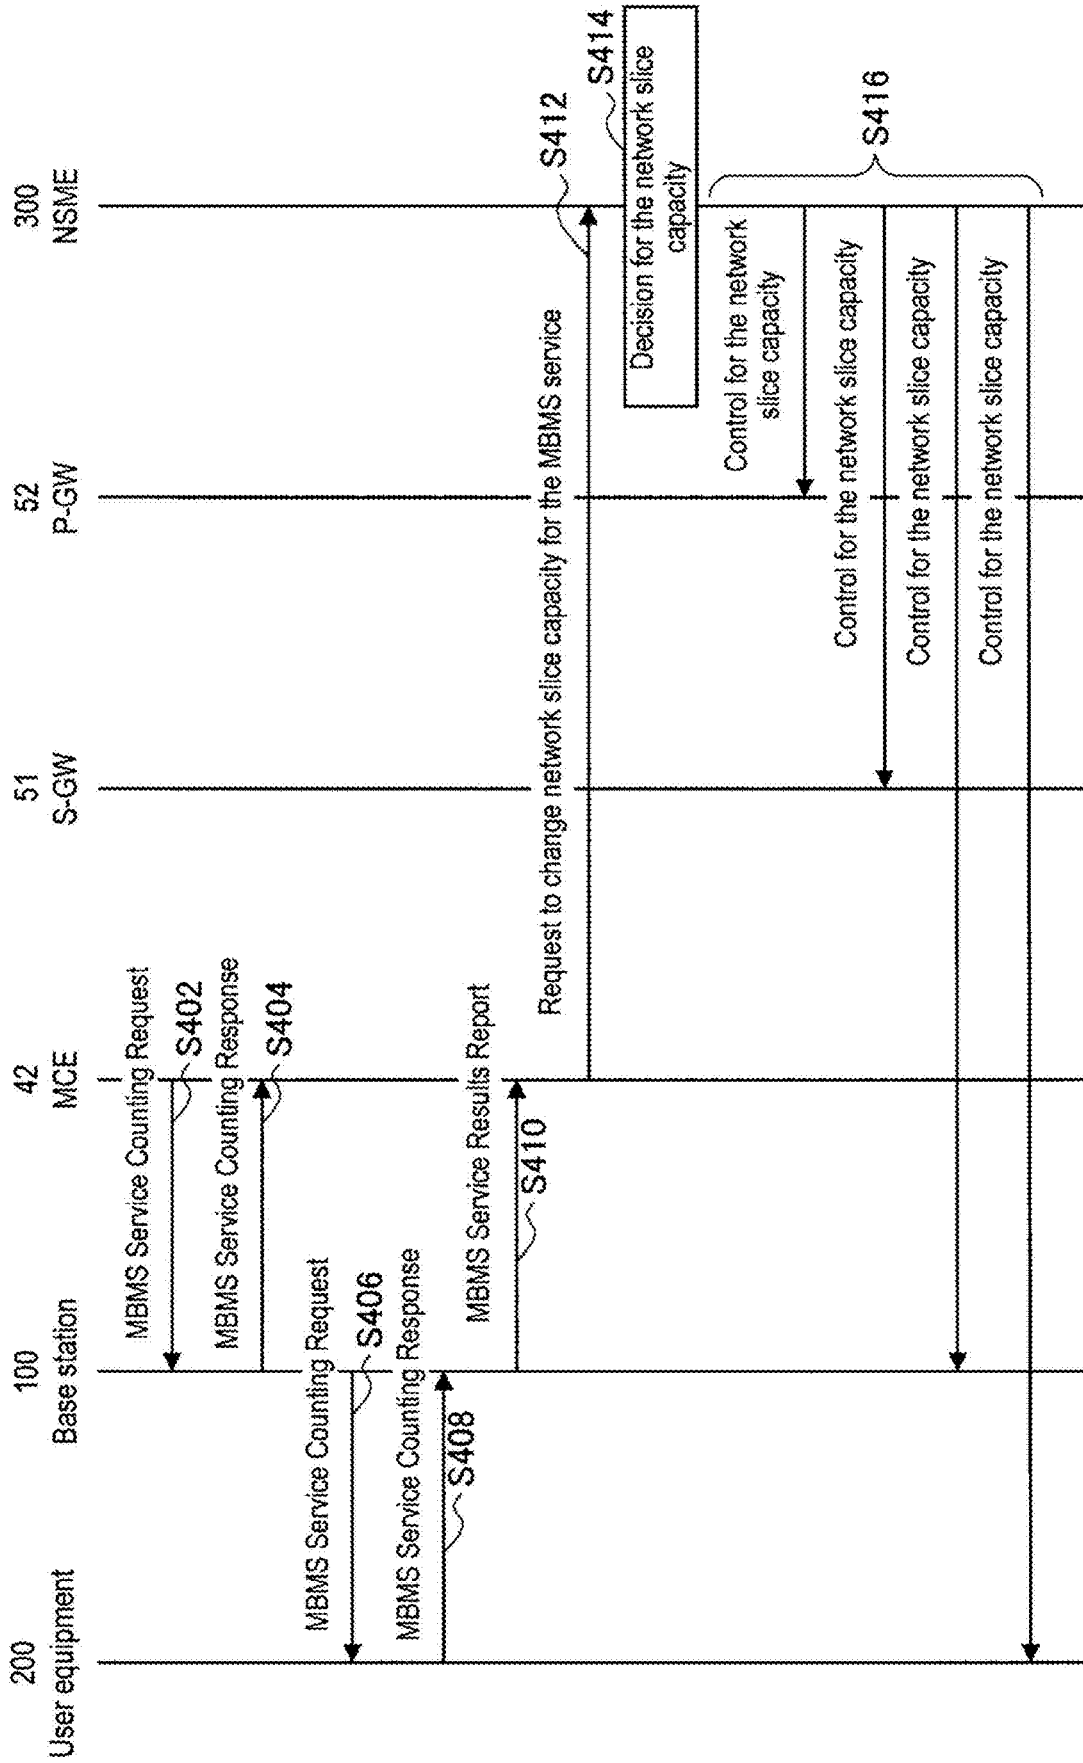 200
User equipment
100
Base station
42
MCE
51
S-GW
52
P-GW
300
NSME
MBMS Service Counting Request
S402
MBMS Service Counting Response
S404
MBMS Service Counting Request
S406
MBMS Service Counting Response
S408
MBMS Service Results Report
S410
Request to change network slice capacity for the MBMS service
S412
S414
Decision for the network slice
capacity
Control for the network
slice capacity
Control for the network slice capacity
Control for the network slice capacity
Control for the network slice capacity
S416